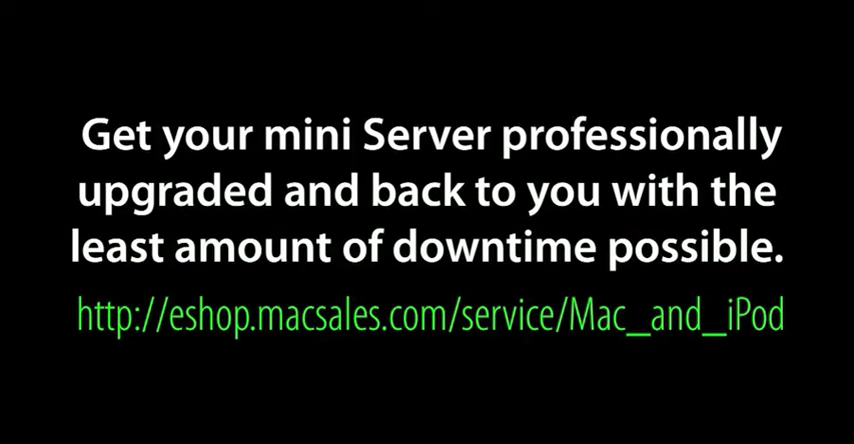 Get your mini Server professionally
upgraded and back to you with the
least amount of downtime possible.
http://eshop.macsales.com/service/Mac_and_iPod